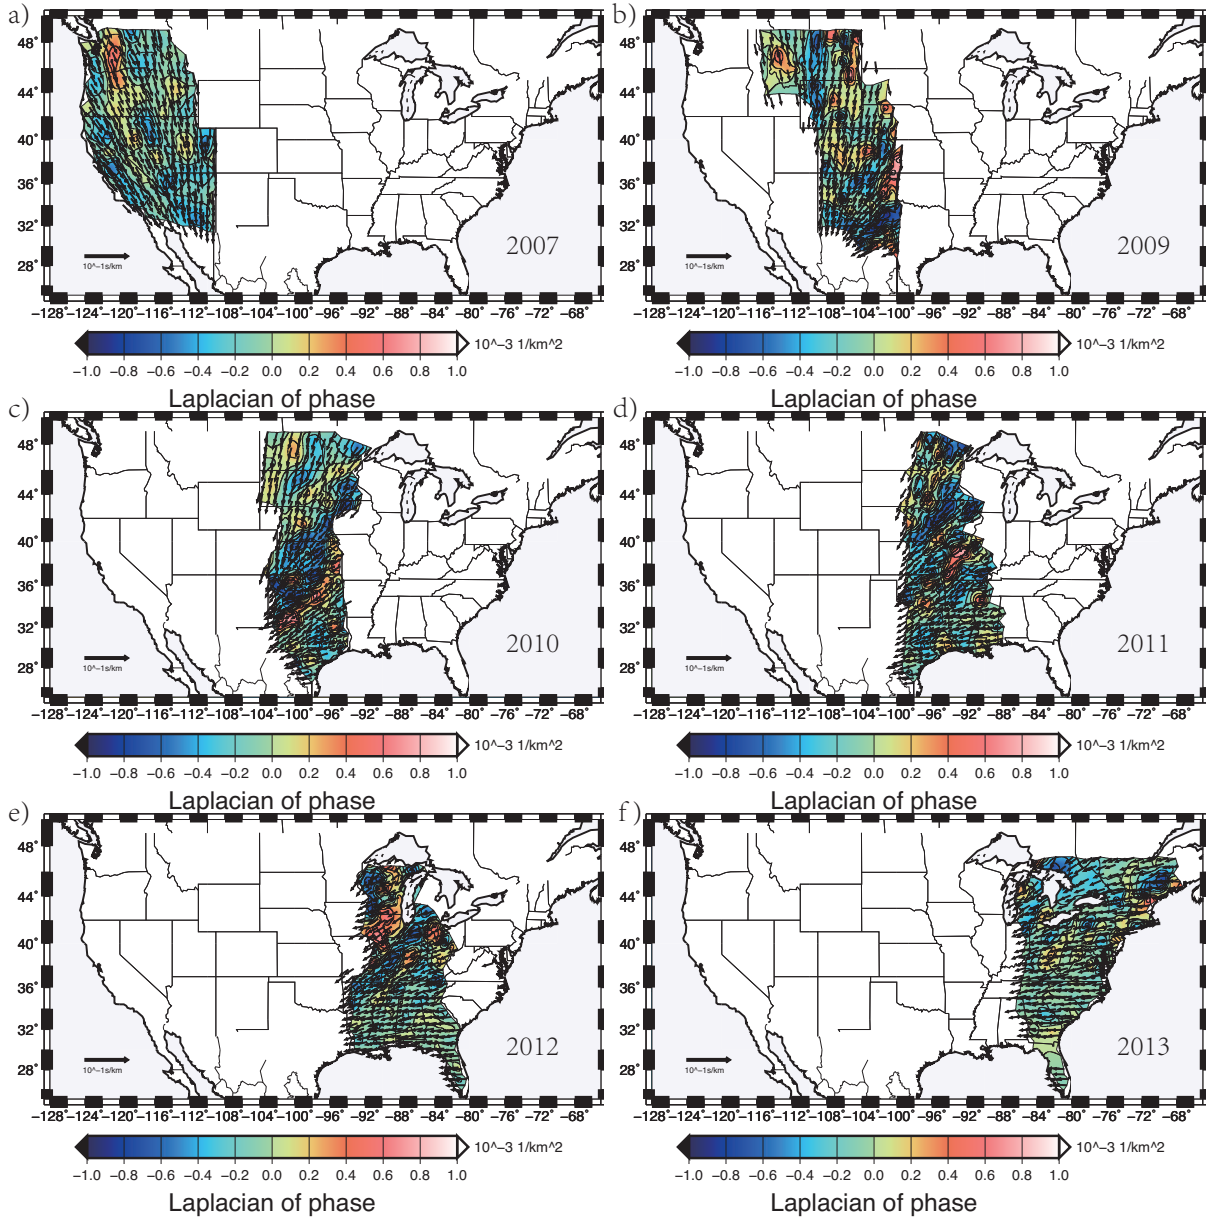 a)
b)
48° 48°
44° 44°
40° 40°
36° 36°
32° 32°
28° 28°
2007 2009
10^−1s/km 10^−1s/km
−128°−124°−120°−116°−112°−108°−104°−100° −96° −92° −88° −84° −80° −76° −72° −68° −128°−124°−120°−116°−112°−108°−104°−100° −96° −92° −88° −84° −80° −76° −72° −68°
10^−3 1/km^2 10^−3 1/km^2
−1.0 −0.8 −0.6 −0.4 −0.2 0.0 0.2 0.4 0.6 0.8 1.0 −1.0 −0.8 −0.6 −0.4 −0.2 0.0 0.2 0.4 0.6 0.8 1.0
Laplacian of phase Laplacian of phase
c) d)
48° 48°
44° 44°
40° 40°
36° 36°
32° 32°
28° 28°
2010 2011
10^−1s/km 10^−1s/km
−128°−124°−120°−116°−112°−108°−104°−100° −96° −92° −88° −84° −80° −76° −72° −68° −128°−124°−120°−116°−112°−108°−104°−100° −96° −92° −88° −84° −80° −76° −72° −68°
10^−3 1/km^2 10^−3 1/km^2
−1.0 −0.8 −0.6 −0.4 −0.2 0.0 0.2 0.4 0.6 0.8 1.0 −1.0 −0.8 −0.6 −0.4 −0.2 0.0 0.2 0.4 0.6 0.8 1.0
Laplacian of phase Laplacian of phase
e) f)
48° 48°
44° 44°
40° 40°
36° 36°
32° 32°
28° 28°
2012 2013
10^−1s/km 10^−1s/km
−128°−124°−120°−116°−112°−108°−104°−100° −96° −92° −88° −84° −80° −76° −72° −68° −128°−124°−120°−116°−112°−108°−104°−100° −96° −92° −88° −84° −80° −76° −72° −68°
10^−3 1/km^2 10^−3 1/km^2
−1.0 −0.8 −0.6 −0.4 −0.2 0.0 0.2 0.4 0.6 0.8 1.0 −1.0 −0.8 −0.6 −0.4 −0.2 0.0 0.2 0.4 0.6 0.8 1.0
Laplacian of phase Laplacian of phase